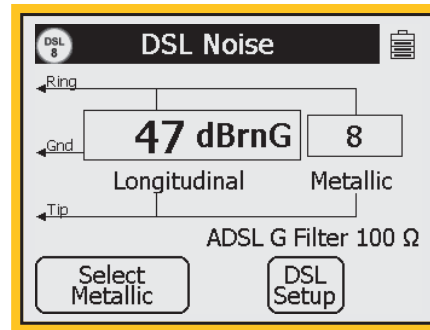 DSL
8
DSL Noise
Ring
Gnd
47 dBrnG
8
Longitudinal
Metallic
Tip
ADSL G Filter 100 Ω
Select
Metallic
DSL
Setup